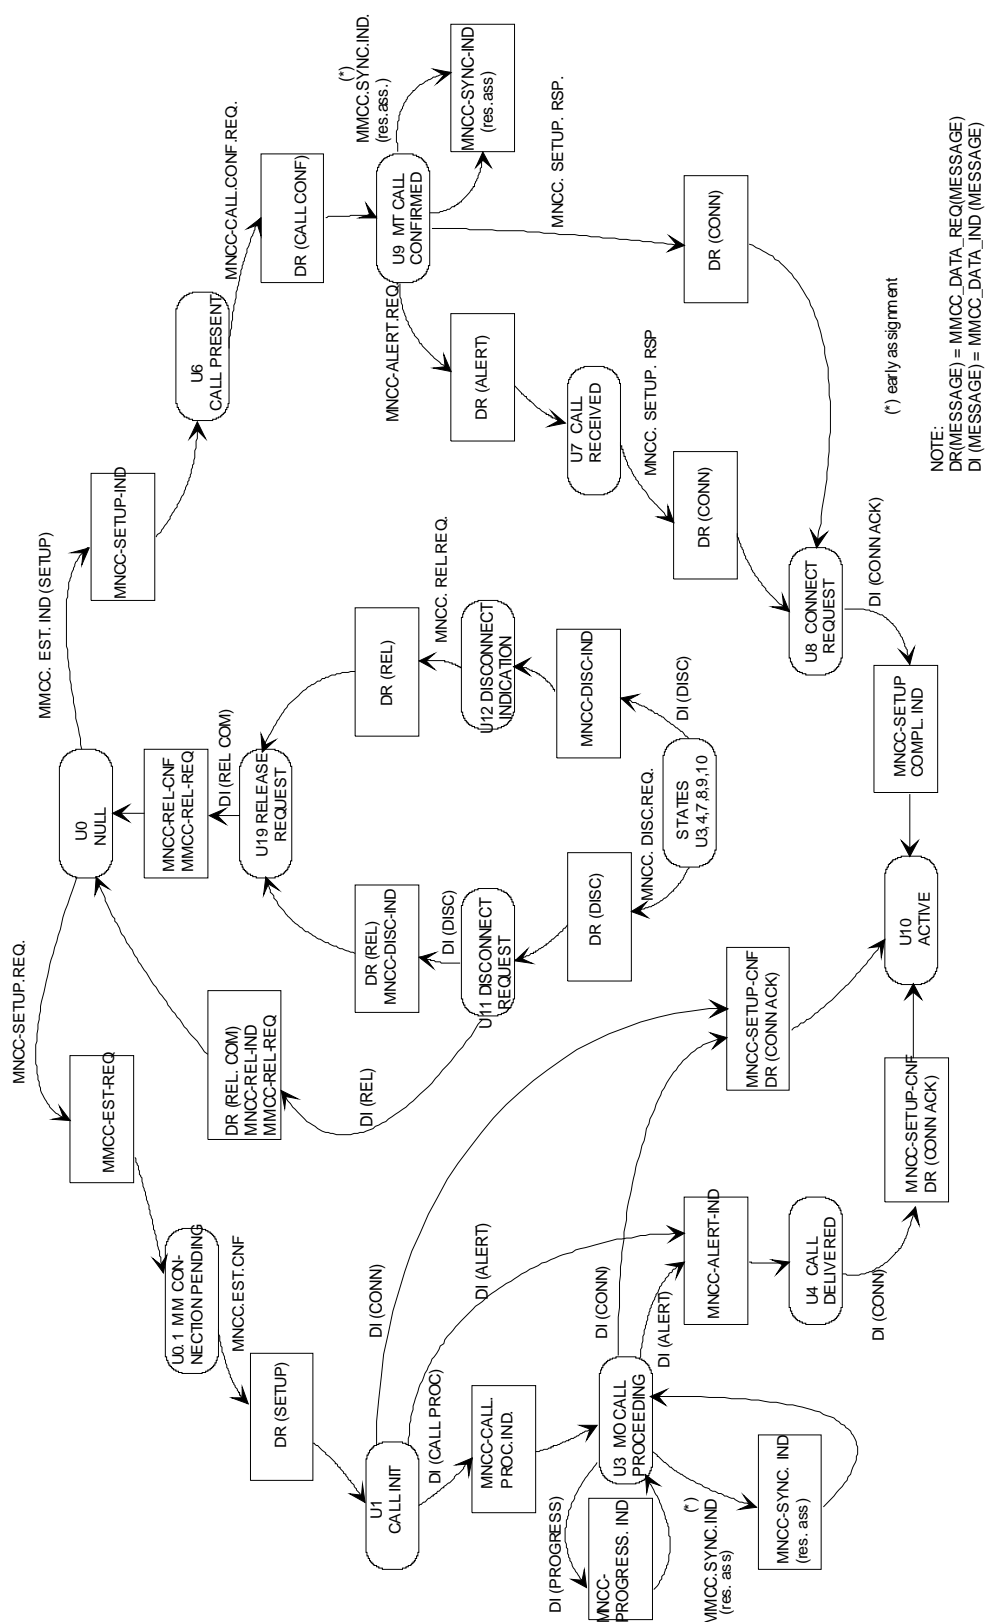 MNCC-SETUP.REQ.
MMCC. EST. IND (SETUP)
U0
NULL
MMCC-EST-REQ
MNCC-SETUP-IND
U0.1 MM CON-
NECTION PENDING
MNCC.EST.CNF
DR (SETUP)
U1
CALL INIT
DI (CALL PROC)
MNCC-CALL.
PROC.IND.
DI (CONN)
DI (ALERT)
DI (PROGRESS)
MNCC-
PROGRESS. IND
U3 MO CALL
PROCEEDING
(*)
MMCC.SYNC.IND
(res. ass)
MNCC-SYNC. IND
(res. ass)
DI (CONN)
DI (ALERT)
MNCC-ALERT-IND
U4 CALL
DELIVERED
DI (CONN)
MNCC-SETUP-CNF
DR (CONN ACK)
MNCC-SETUP-CNF
DR (CONN ACK)
U10
ACTIVE
DR (REL. COM)
MNCC-REL-IND
MMCC-REL-REQ
DI (REL)
MNCC-REL-CNF
MMCC-REL-REQ
DI (REL COM)
U19 RELEASE
REQUEST
DR (REL)
MNCC-DISC-IND
DI (DISC)
U11 DISCONNECT
REQUEST
DR (DISC)
MNCC. DISC.REQ.
STATES
U3,4,7,8,9,10
DR (REL)
MNCC. REL.REQ.
U12 DISCONNECT
INDICATION
MNCC-DISC-IND
DI (DISC)
U6
CALL PRESENT
MNCC-CALL.CONF.REQ.
DR (CALL CONF)
U9 MT CALL
CONFIRMED
(*)
MMCC.SYNC.IND.
(res.ass.)
MNCC-SYNC-IND
(res.ass)
MNCC-ALERT.REQ
DR (ALERT)
MNCC. SETUP. RSP.
U7 CALL
RECEIVED
MNCC. SETUP. RSP
DR (CONN)
DR (CONN)
U8 CONNECT
REQUEST
DI (CONN ACK)
MNCC-SETUP
COMPL. IND
(*) early assignment
NOTE:
DR(MESSAGE) = MMCC_DATA_REQ(MESSAGE)
DI (MESSAGE) = MMCC_DATA_IND (MESSAGE)